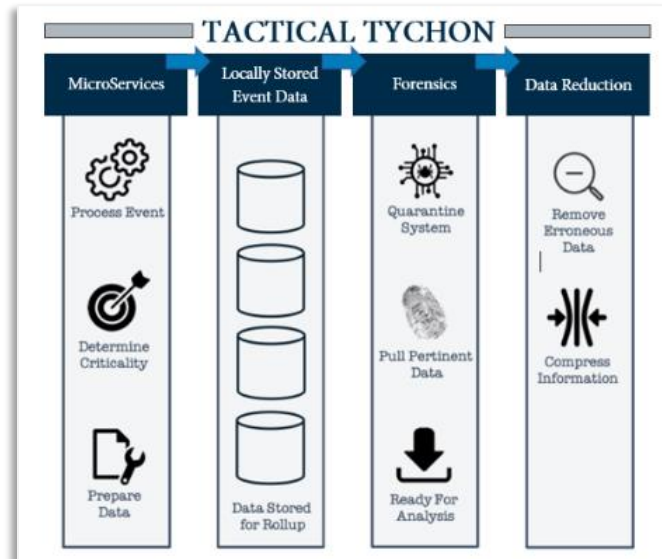 TACTICAL TYCHON
MicroServices
Locally Stored
Event Data
Forensics
Data Reduction
Process Event
Determine
Criticality
Prepare
Data
Data Stored
for Rollup
Quarantine
System
Pull Pertinent
Data
Ready For
Analysis
Remove
Erroneous
Data
Compress
Information